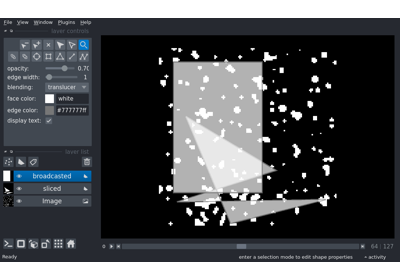 File View Window Plugins Help
layer controls
opacity: 0.70
edge width: 1
blending: translucen
face color: white
edge color: #777777ff
display text:
layer list
broadcasted
sliced
Image
0 64 127
Ready enter a selection mode to edit shape properties activity